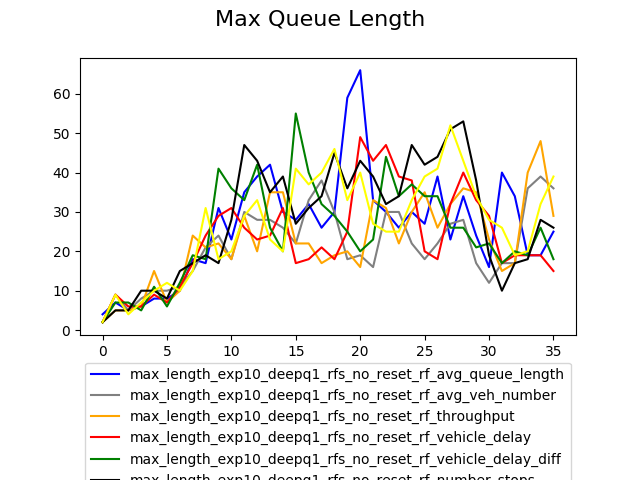 Max Queue Length
60
50
40
30
20
10
0
0 5 10 15 20 25 30 35
max_length_exp10_deepq1_rfs_no_reset_rf_avg_queue_length
max_length_exp10_deepq1_rfs_no_reset_rf_avg_veh_number
max_length_exp10_deepq1_rfs_no_reset_rf_throughput
max_length_exp10_deepq1_rfs_no_reset_rf_vehicle_delay
max_length_exp10_deepq1_rfs_no_reset_rf_vehicle_delay_diff
max_length_exp10_deepq1_rfs_no_reset_rf_number_stops